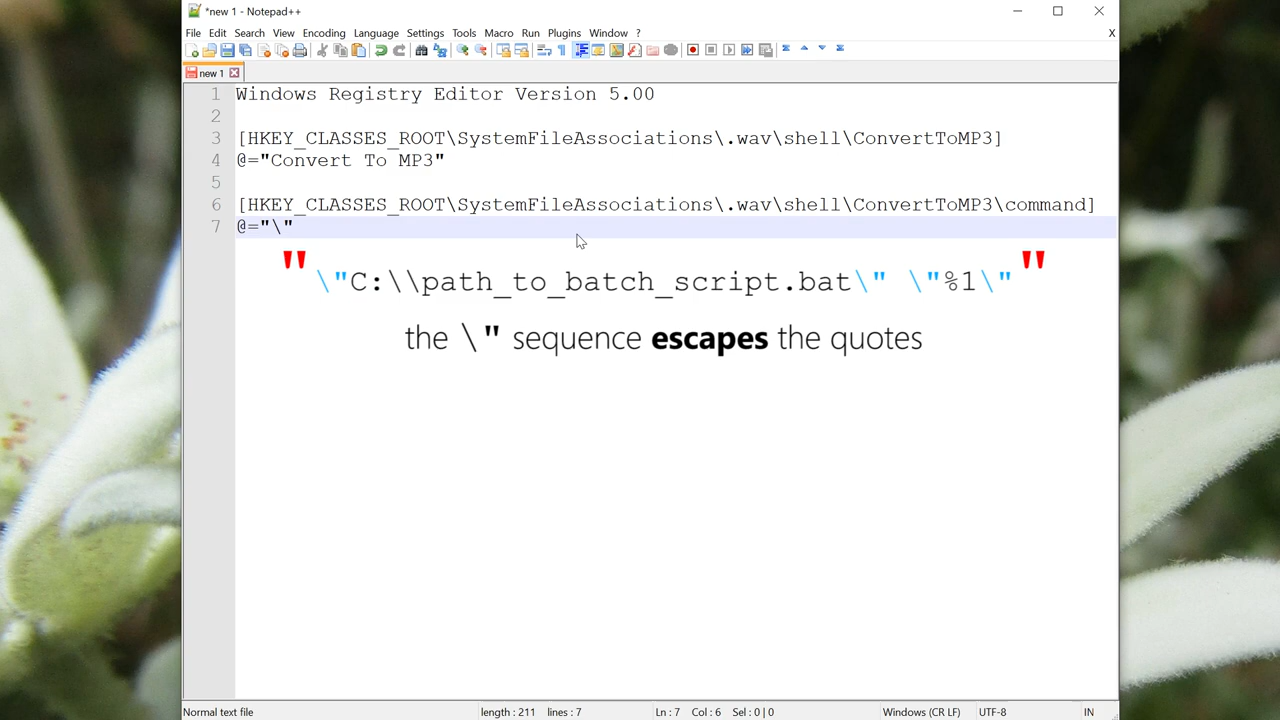 *new 1 - Notepad++
File Edit Search View Encoding Language Settings Tools Macro Run Plugins Window ? X
new 1
1 Windows Registry Editor Version 5.00
2
3 [HKEY_CLASSES_ROOT\SystemFileAssociations\.wav\shell\ConvertToMP3]
4 @="Convert To MP3"
5
6 [HKEY_CLASSES_ROOT\SystemFileAssociations\.wav\shell\ConvertToMP3\command]
7 @="\"
"\"C:\\path_to_batch_script.bat\" \"%1\""
the \" sequence escapes the quotes
Normal text file length : 211 lines : 7 Ln : 7 Col : 6 Sel : 0 | 0 Windows (CR LF) UTF-8 IN